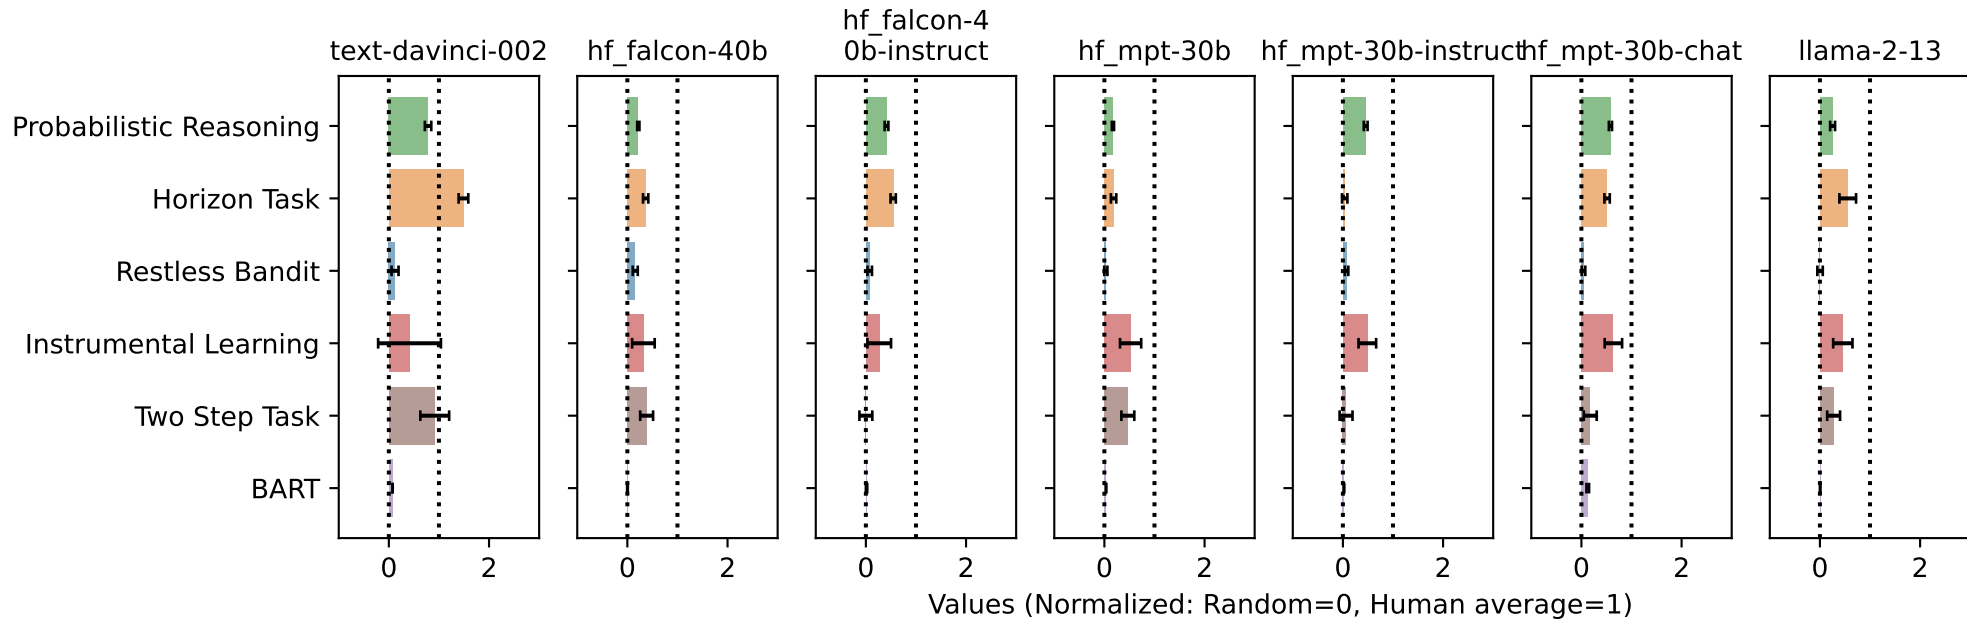 text-davinci-002
hf_falcon-40b
hf_falcon-4
0b-instruct
hf_mpt-30b
hf_mpt-30b-instruct
hf_mpt-30b-chat
llama-2-13
Probabilistic Reasoning
Horizon Task
Restless Bandit
Instrumental Learning
Two Step Task
BART
0 2
0 2
0 2
0 2
0 2
0 2
0 2
Values (Normalized: Random=0, Human average=1)